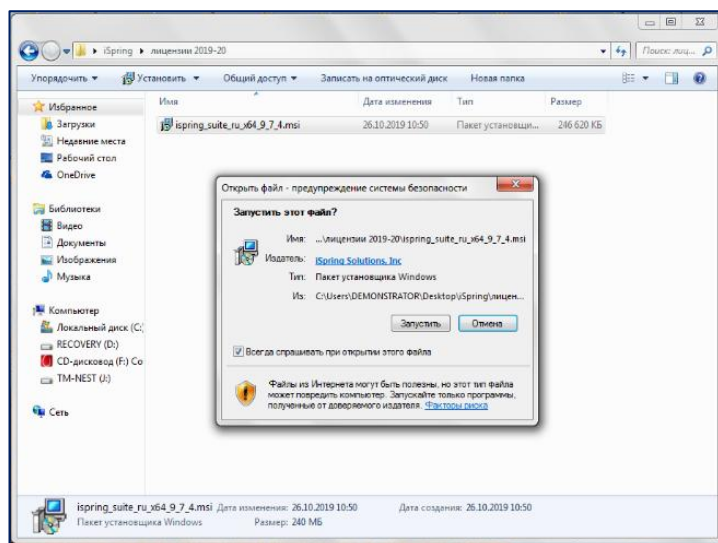 iSpring ▸ лицензии 2019-20
Поиск: лиц...
Упорядочить
Установить
Общий доступ
Записать на оптический диск
Новая папка
Имя
Дата изменения
Тип
Размер
ispring_suite_ru_x64_9_7_4.msi
26.10.2019 10:50
Пакет установщи...
246 620 КБ
Избранное
Загрузки
Недавние места
Рабочий стол
OneDrive
Библиотеки
Видео
Документы
Изображения
Музыка
Компьютер
Локальный диск (C:
RECOVERY (D:)
CD-дисковод (F:) Co
TM-NEST (J:)
Сеть
Открыть файл - предупреждение системы безопасности
Запустить этот файл?
Имя: ...\лицензии 2019-20\ispring_suite_ru_x64_9_7_4.msi
Издатель: iSpring Solutions, Inc
Тип: Пакет установщика Windows
Из: C:\Users\DEMONSTRATOR\Desktop\iSpring\лицен...
Запустить
Отмена
Всегда спрашивать при открытии этого файла
Файлы из Интернета могут быть полезны, но этот тип файла
может повредить компьютер. Запускайте только программы,
полученные от доверяемого издателя. Факторы риска
ispring_suite_ru_x64_9_7_4.msi Дата изменения: 26.10.2019 10:50 Дата создания: 26.10.2019 10:50
Пакет установщика Windows Размер: 240 МБ